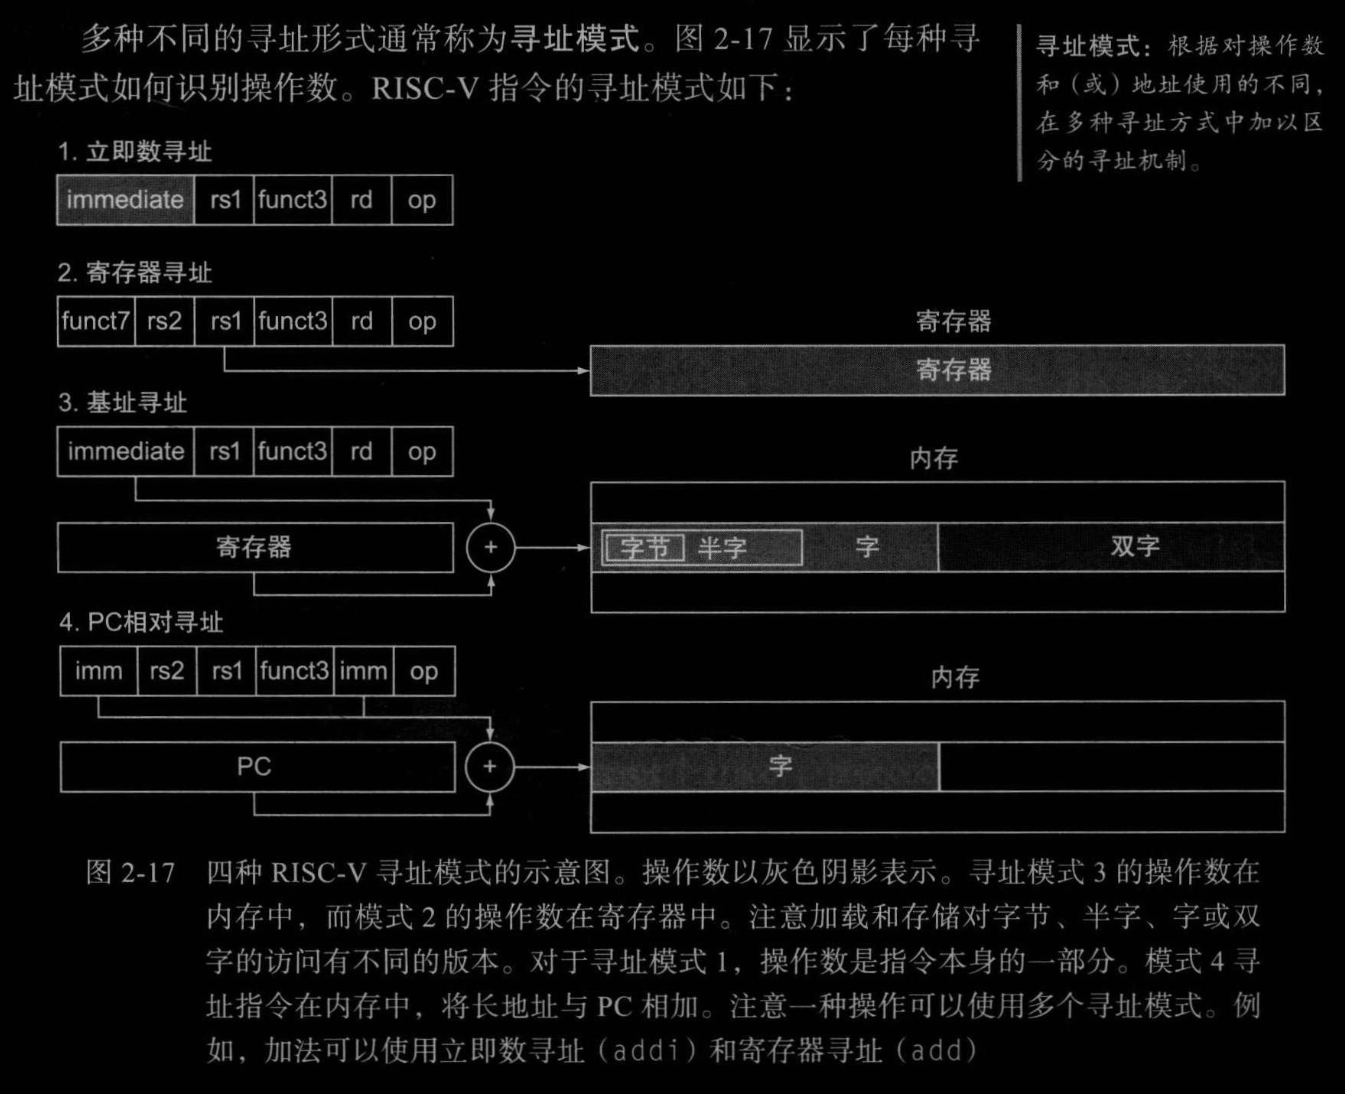 多种不同的寻址形式通常称为寻址模式。图 2-17 显示了每种寻
址模式如何识别操作数。RISC-V 指令的寻址模式如下：
寻址模式：根据对操作数
和（或）地址使用的不同，
在多种寻址方式中加以区
分的寻址机制。
1. 立即数寻址
immediate rs1 funct3 rd op
2. 寄存器寻址
funct7 rs2 rs1 funct3 rd op
寄存器
寄存器
3. 基址寻址
immediate rs1 funct3 rd op
内存
寄存器 + 字节 半字 字 双字
4. PC相对寻址
imm rs2 rs1 funct3 imm op
内存
PC + 字
图 2-17 四种 RISC-V 寻址模式的示意图。操作数以灰色阴影表示。寻址模式 3 的操作数在
内存中，而模式 2 的操作数在寄存器中。注意加载和存储对字节、半字、字或双
字的访问有不同的版本。对于寻址模式 1，操作数是指令本身的一部分。模式 4 寻
址指令在内存中，将长地址与 PC 相加。注意一种操作可以使用多个寻址模式。例
如，加法可以使用立即数寻址（addi）和寄存器寻址（add）